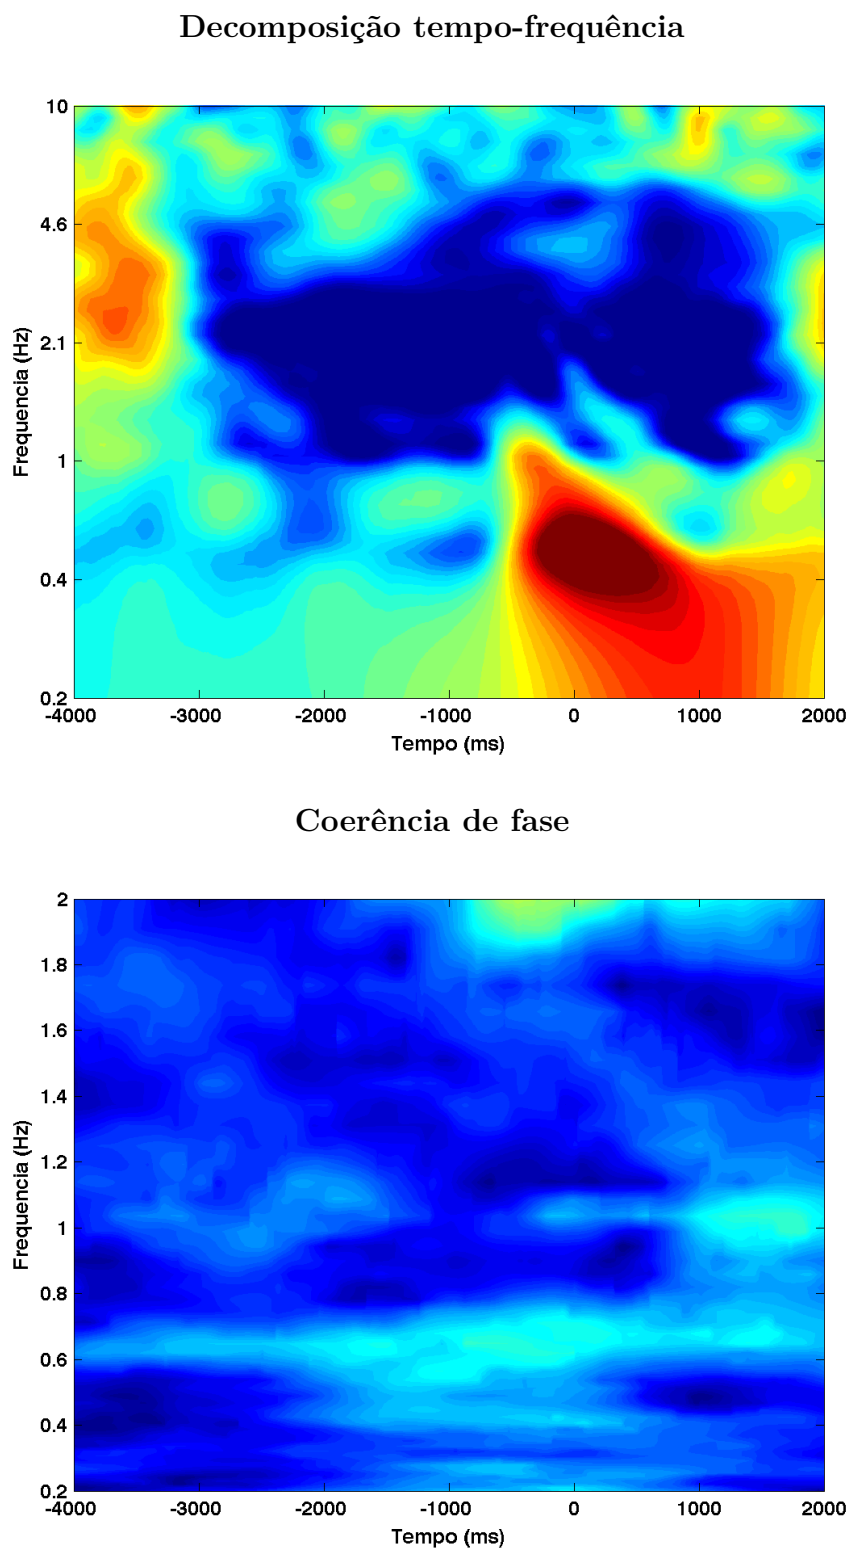 Decomposição tempo-frequência
10
4.6
2.1
1
0.4
0.2
Frequencia (Hz)
-4000 -3000 -2000 -1000 0 1000 2000
Tempo (ms)
Coerência de fase
2
1.8
1.6
1.4
1.2
1
0.8
0.6
0.4
0.2
Frequencia (Hz)
-4000 -3000 -2000 -1000 0 1000 2000
Tempo (ms)